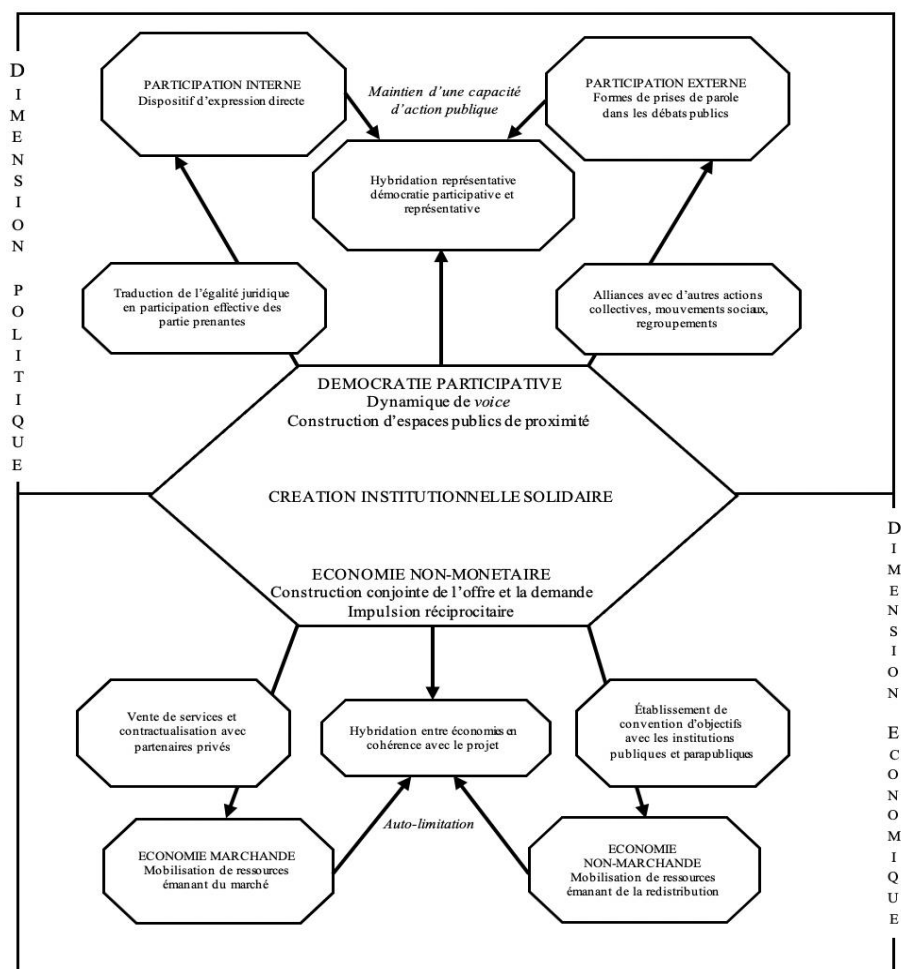 DIMENSION POLITIQUE
PARTICIPATION INTERNE
Dispositif d'expression directe
Maintien d'une capacité
d'action publique
PARTICIPATION EXTERNE
Formes de prises de parole
dans les débats publics
Hybridation représentative
démocratie participative et
représentative
Traduction de l'égalité juridique
en participation effective des
partie prenantes
Alliances avec d'autres actions
collectives, mouvements sociaux,
regroupements
DEMOCRATIE PARTICIPATIVE
Dynamique de voice
Construction d'espaces publics de proximité
CREATION INSTITUTIONNELLE SOLIDAIRE
ECONOMIE NON-MONETAIRE
Construction conjointe de l'offre et la demande
Impulsion réciprocitaire
DIMENSION ECONOMIQUE
Vente de services et
contractualisation avec
partenaires privés
Hybridation entre économies en
cohérence avec le projet
Établissement de
convention d'objectifs
avec les institutions
publiques et parapubliques
Auto-limitation
ECONOMIE MARCHANDE
Mobilisation de ressources
émanant du marché
ECONOMIE
NON-MARCHANDE
Mobilisation de ressources
émanant de la redistribution